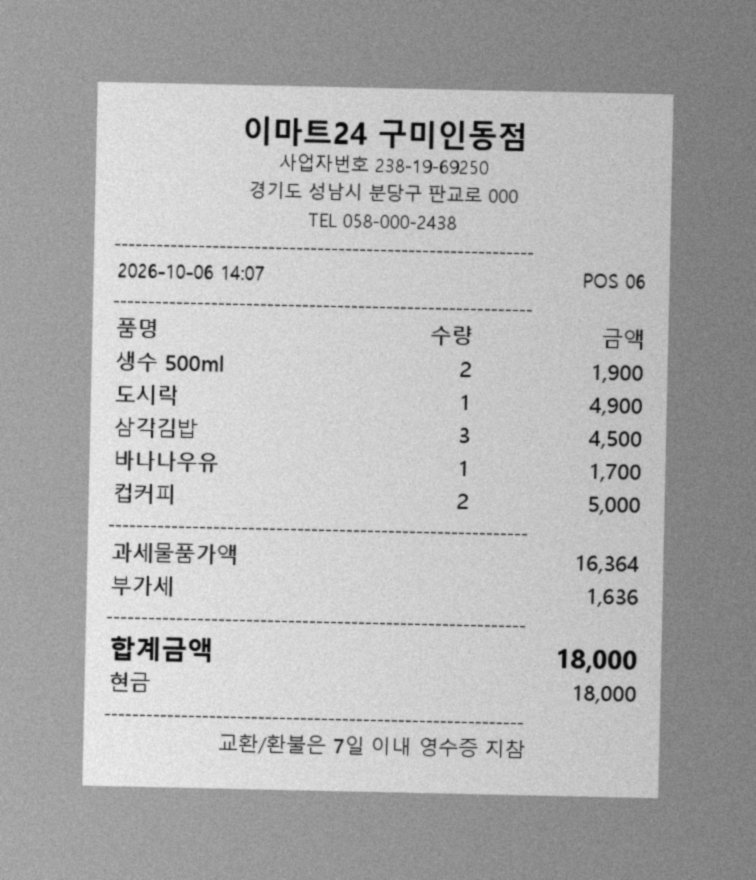 이마트24 구미인동점
사업자번호 238-19-69250
경기도 성남시 분당구 판교로 000
TEL 058-000-2438
2026-10-06 14:07 POS 06
품명 수량 금액
생수 500ml 2 1,900
도시락 1 4,900
삼각김밥 3 4,500
바나나우유 1 1,700
컵커피 2 5,000
과세물품가액 16,364
부가세 1,636
합계금액 18,000
현금 18,000
교환/환불은 7일 이내 영수증 지참